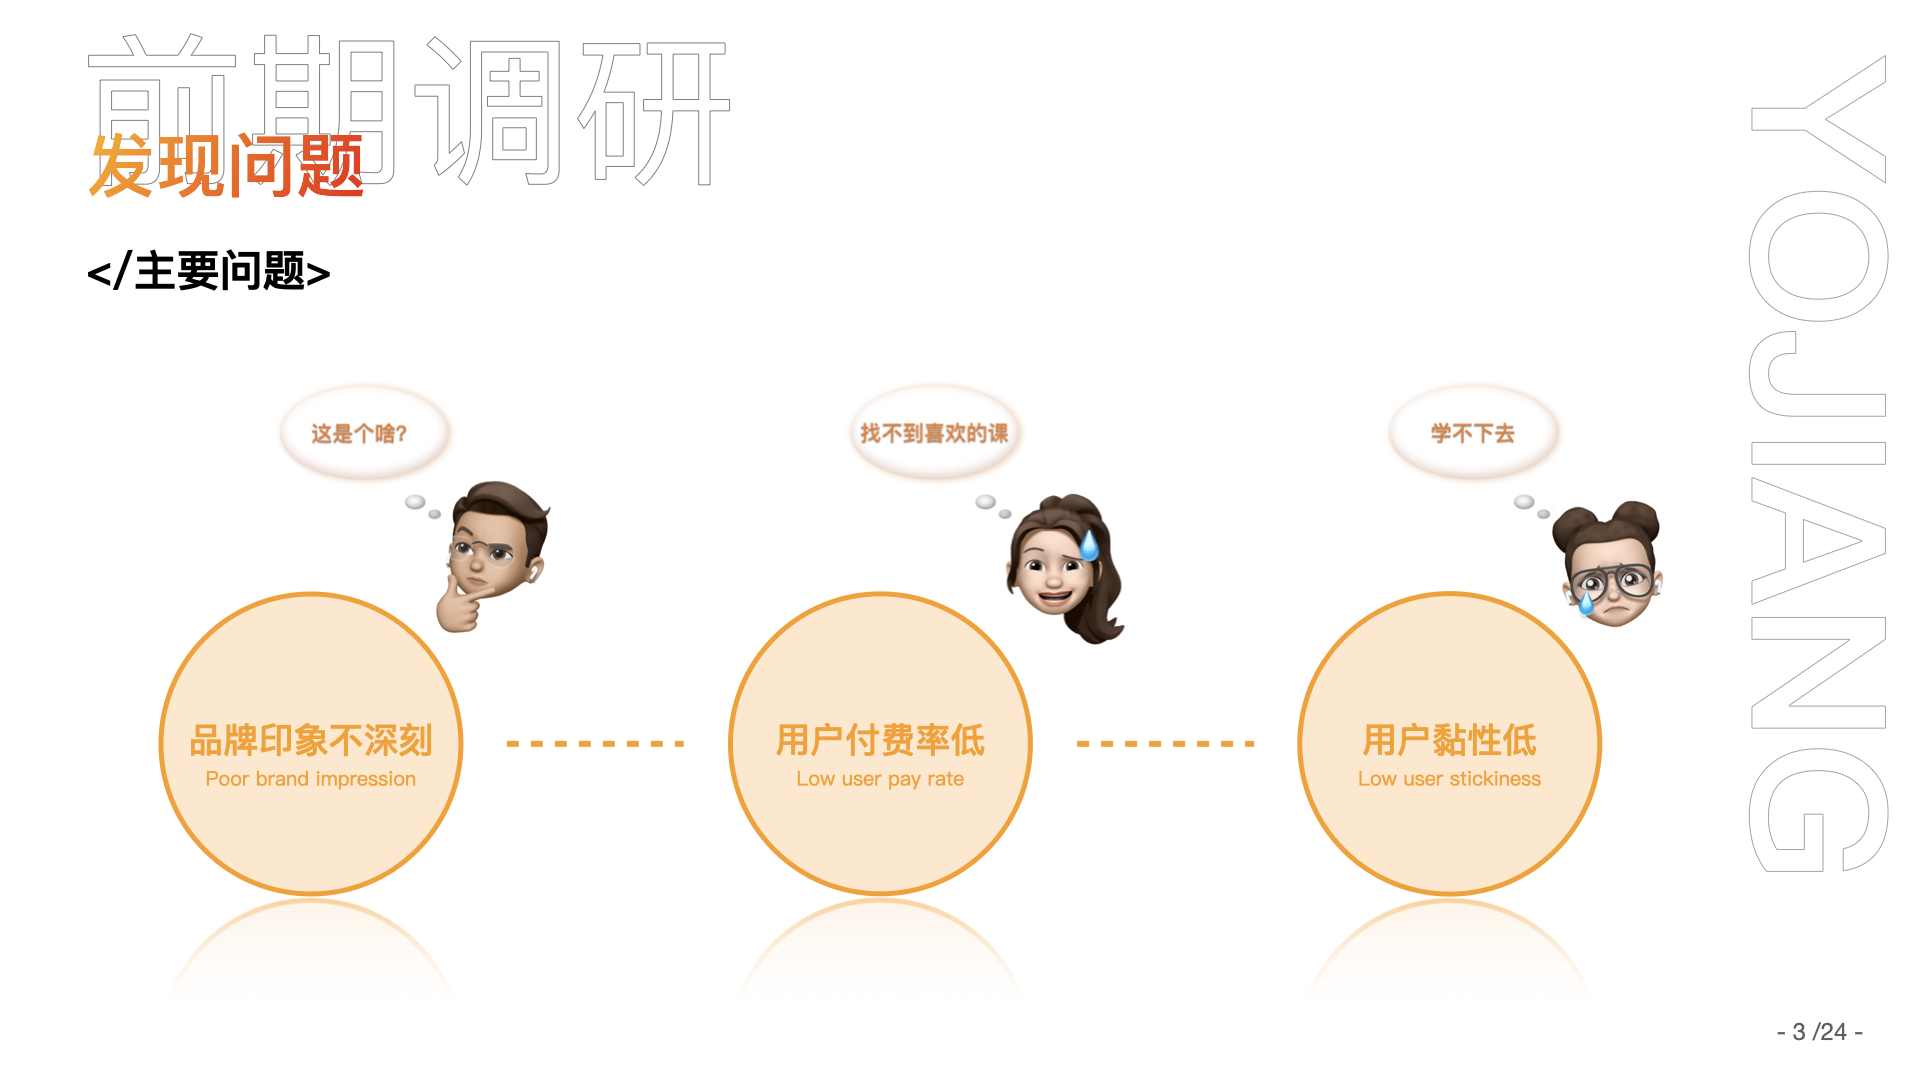 前期调研
发现问题
</主要问题>
这是个啥?
找不到喜欢的课
学不下去
品牌印象不深刻
Poor brand impression
用户付费率低
Low user pay rate
用户黏性低
Low user stickiness
YOJIANG
- 3 /24 -